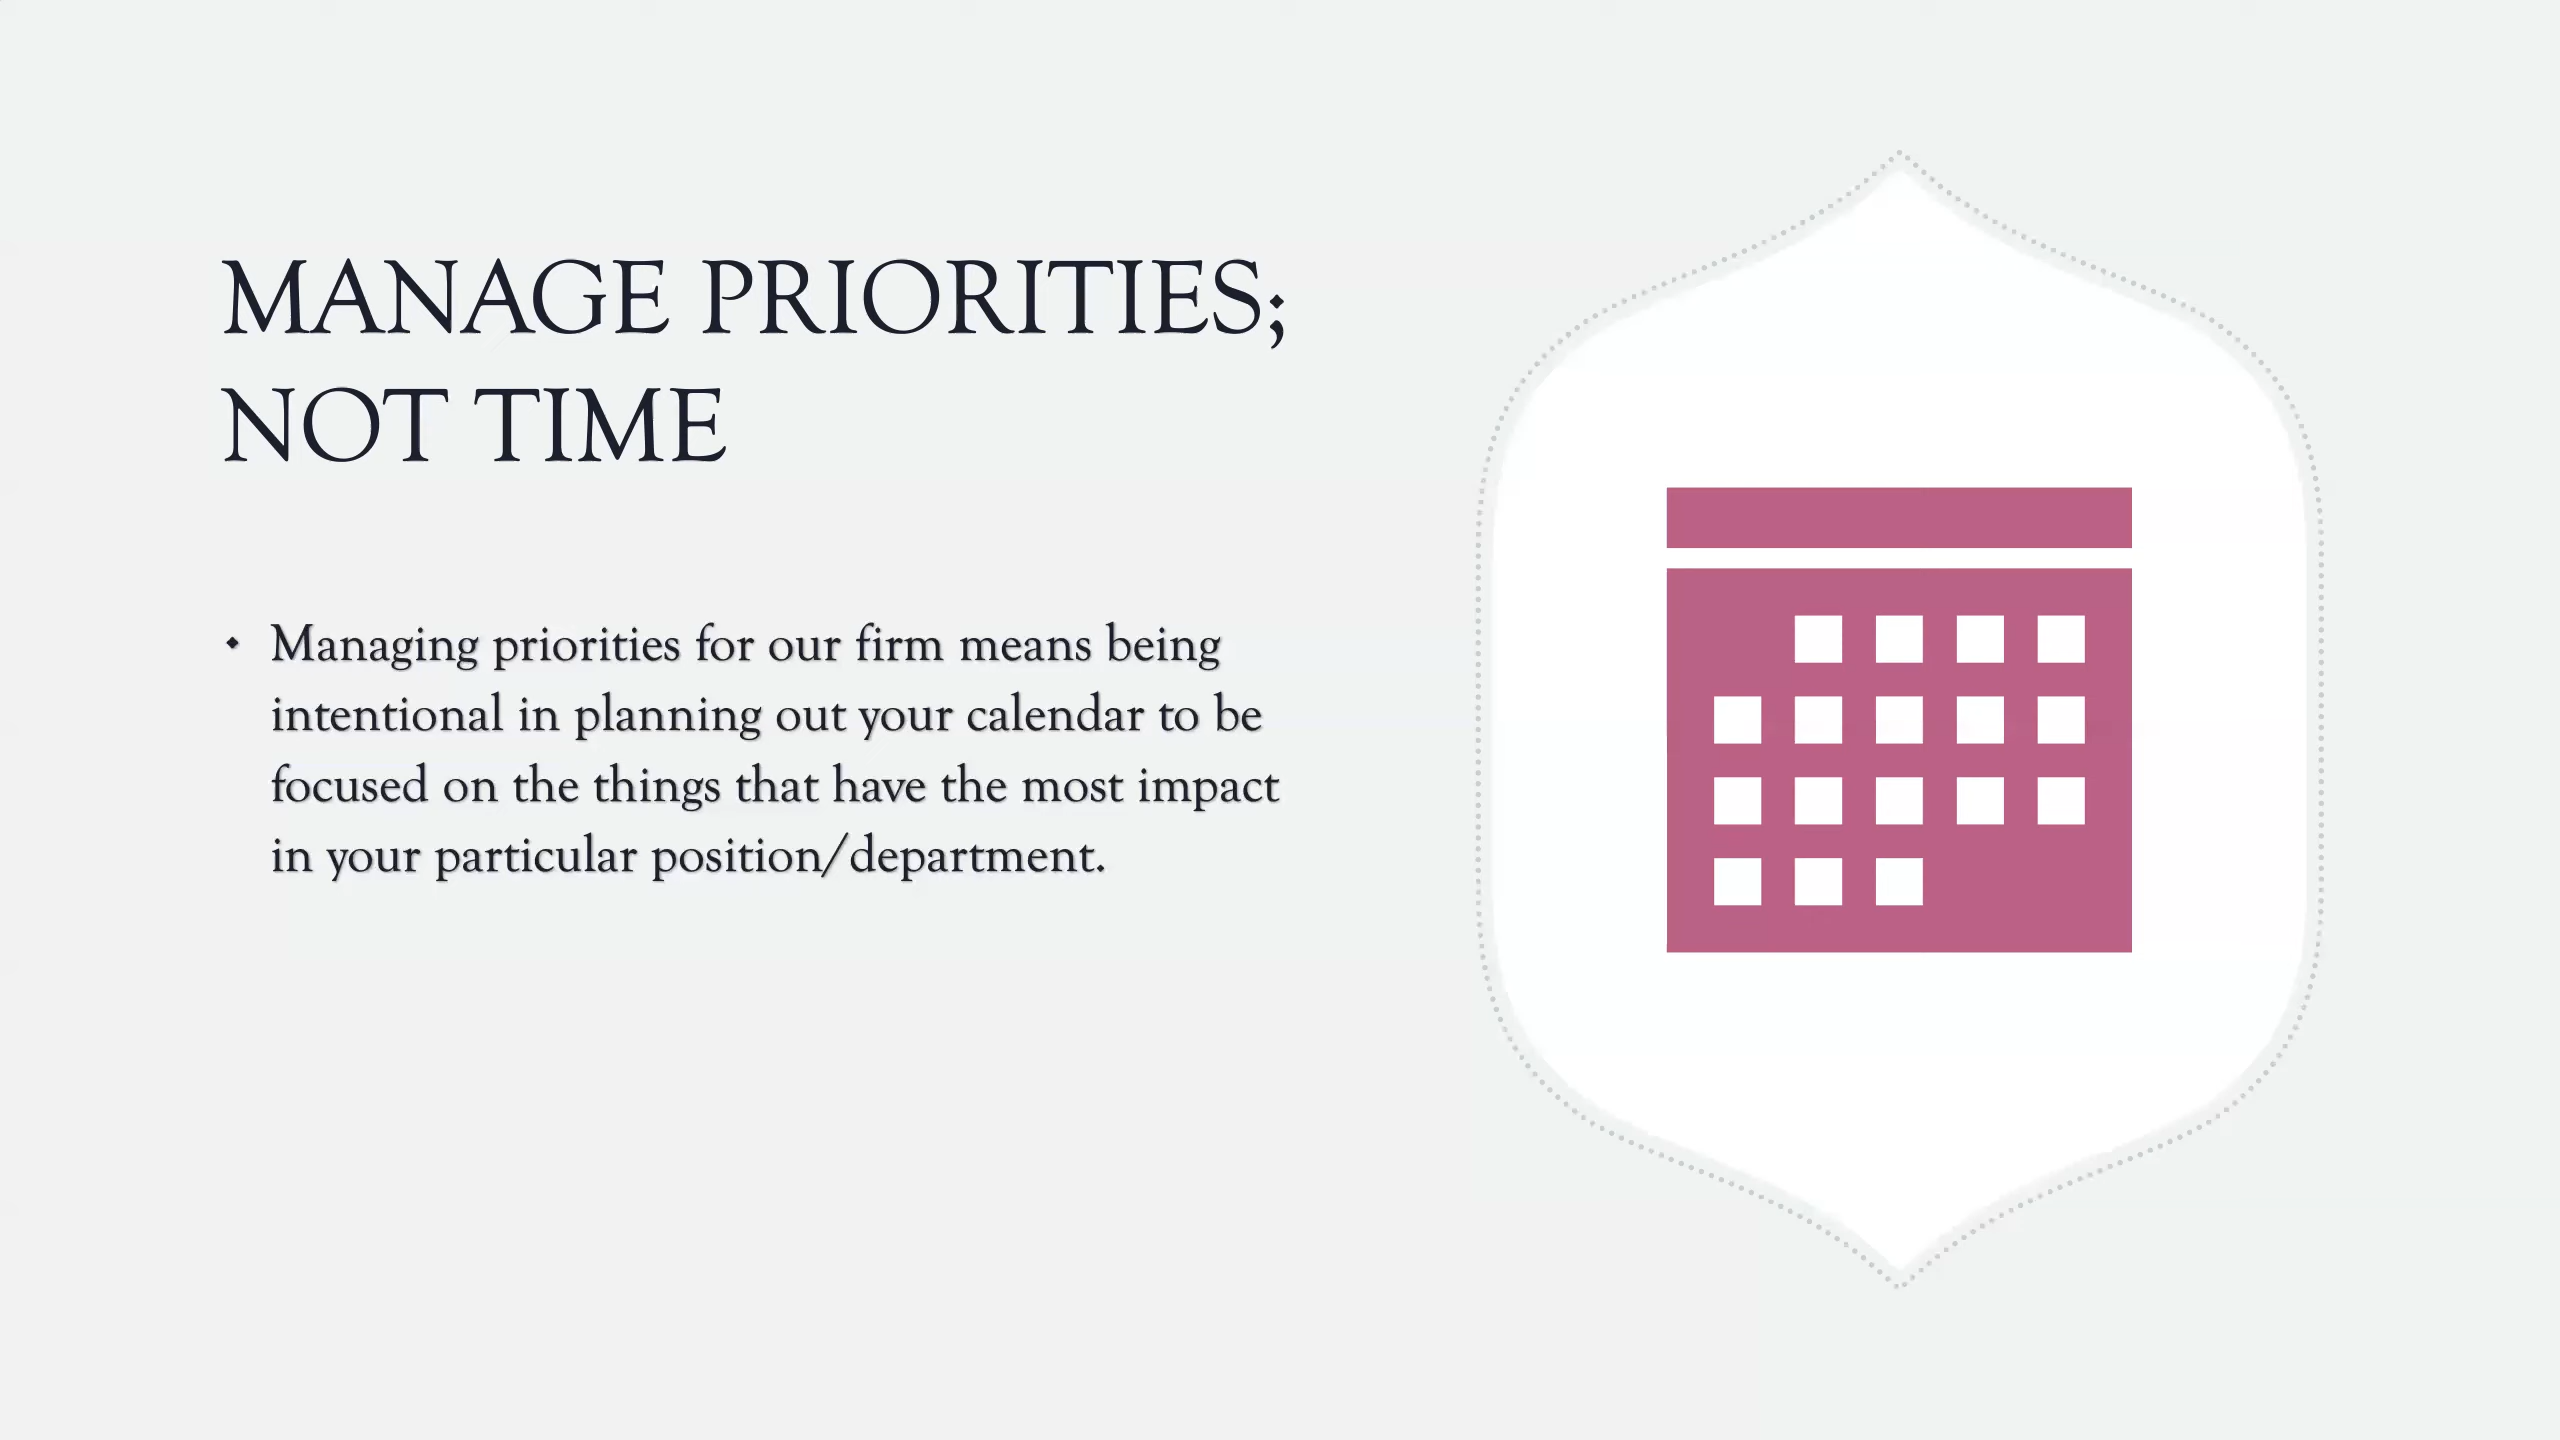 MANAGE PRIORITIES;
NOT TIME
• Managing priorities for our firm means being
intentional in planning out your calendar to be
focused on the things that have the most impact
in your particular position/department.